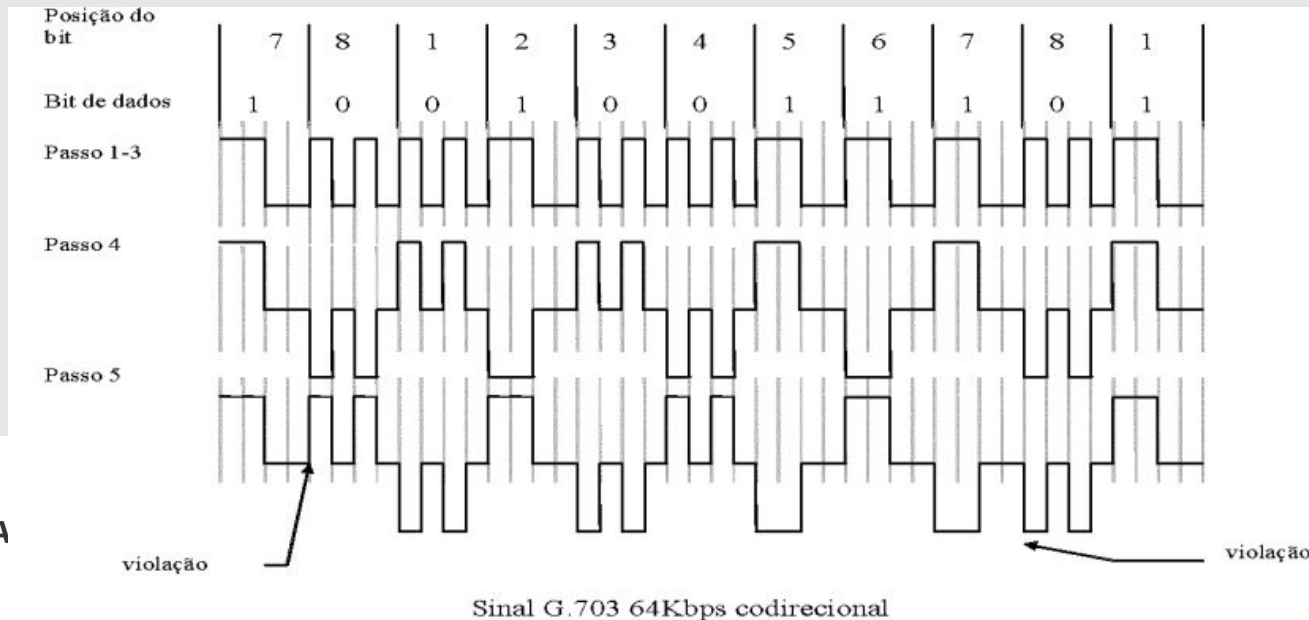 Posição do
bit
7 8 1 2 3 4 5 6 7 8 1
Bit de dados
1 0 0 1 0 0 1 1 1 0 1
Passo 1-3
Passo 4
Passo 5
A
violação
violação
Sinal G.703 64Kbps codirecional